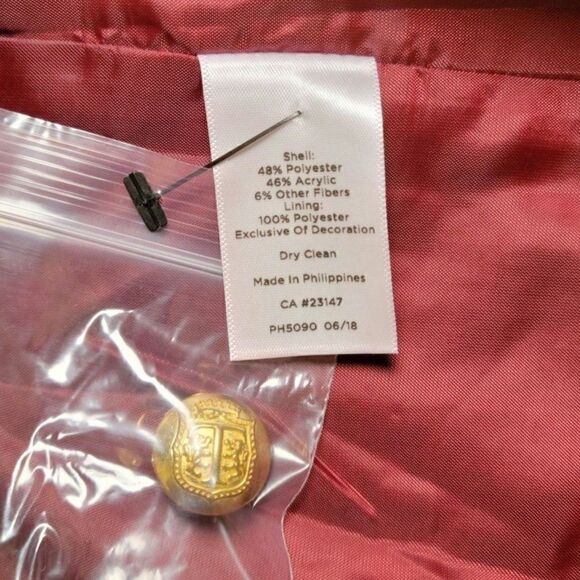 Shell:
48% Polyester
46% Acrylic
6% Other Fibers
Lining:
100% Polyester
Exclusive Of Decoration
Dry Clean
Made In Philippines
CA #23147
PH5090 06/18